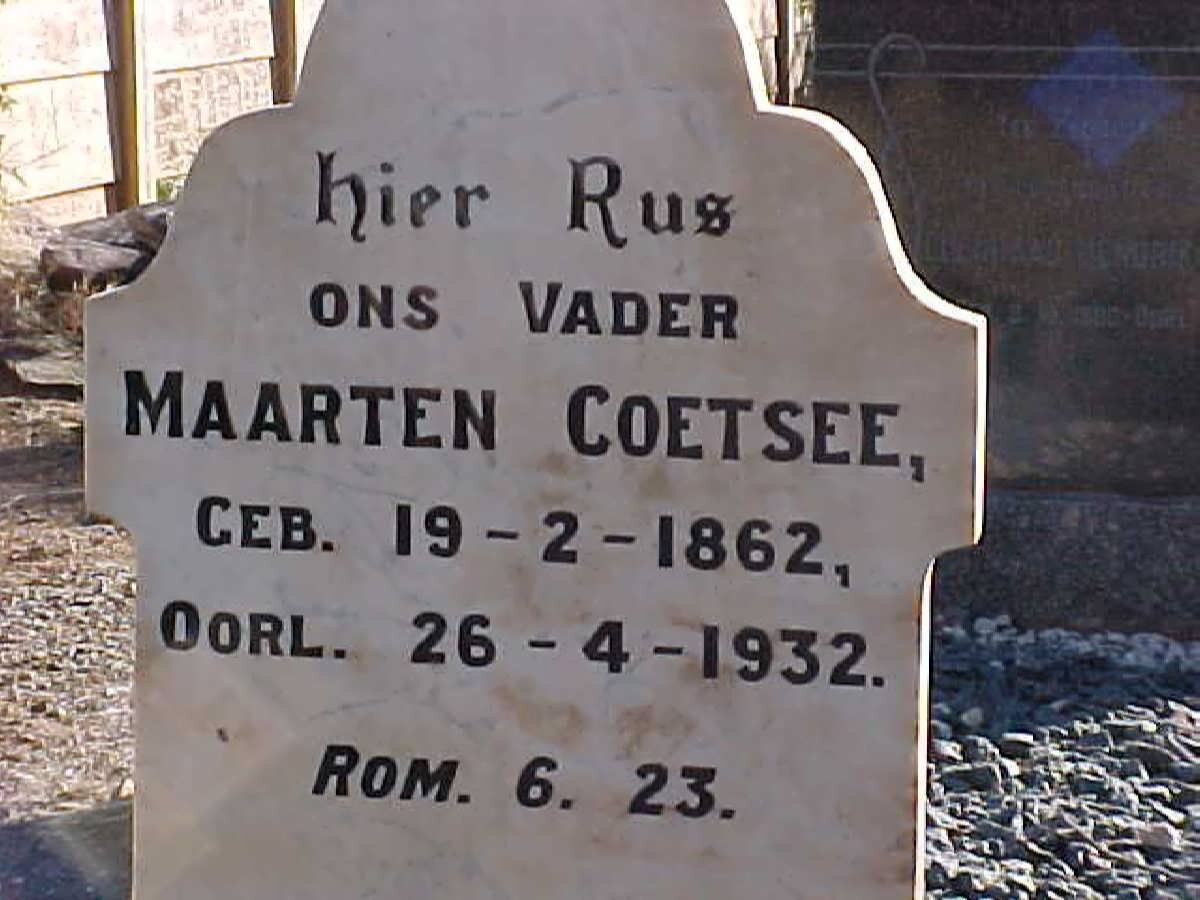 Hier Rus
ONS VADER
MAARTEN COETSEE,
GEB. 19-2-1862,
OORL. 26-4-1932.
ROM. 6. 23.